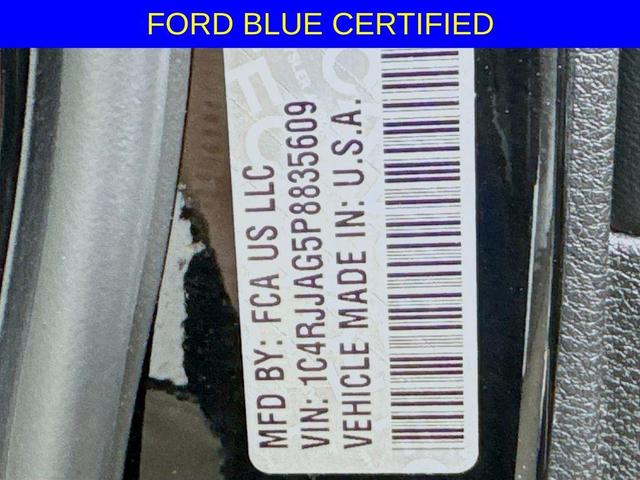 FORD BLUE CERTIFIED
MFD BY: FCA US LLC
VIN: 1C4RJJAG5P8835609
VEHICLE MADE IN: U.S.A.